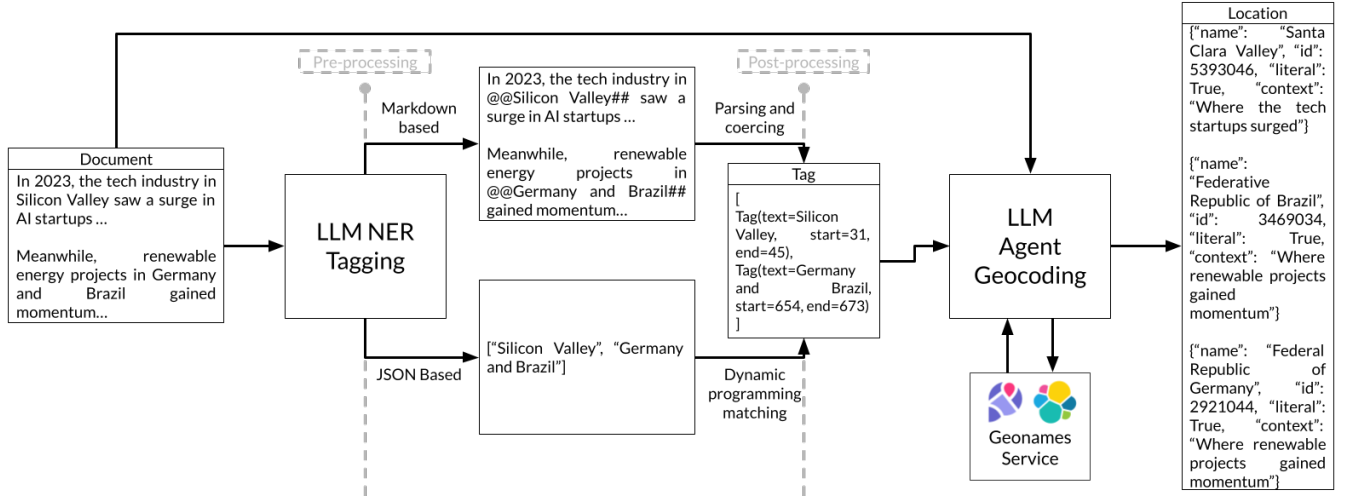 Document
In 2023, the tech industry in
Silicon Valley saw a surge in
AI startups ...
Meanwhile, renewable
energy projects in Germany
and Brazil gained
momentum...
LLM NER
Tagging
Pre-processing
Markdown
based
JSON Based
In 2023, the tech industry in
@@Silicon Valley## saw a
surge in AI startups ...
Meanwhile, renewable
energy projects in
@@Germany and Brazil##
gained momentum...
[“Silicon Valley”, “Germany
and Brazil”]
Post-processing
Parsing and
coercing
Dynamic
programming
matching
Tag
[
Tag(text=Silicon
Valley, start=31,
end=45),
Tag(text=Germany
and Brazil,
start=654, end=673)
]
LLM
Agent
Geocoding
Geonames
Service
Location
{“name”: “Santa
Clara Valley”, “id”:
5393046, “literal”:
True, “context”:
“Where the tech
startups surged”}
{“name”:
“Federative
Republic of Brazil”,
“id”: 3469034,
“literal”: True,
“context”: “Where
renewable projects
gained
momentum”}
{“name”: “Federal
Republic of
Germany”, “id”:
2921044, “literal”:
True, “context”:
“Where renewable
projects gained
momentum”}